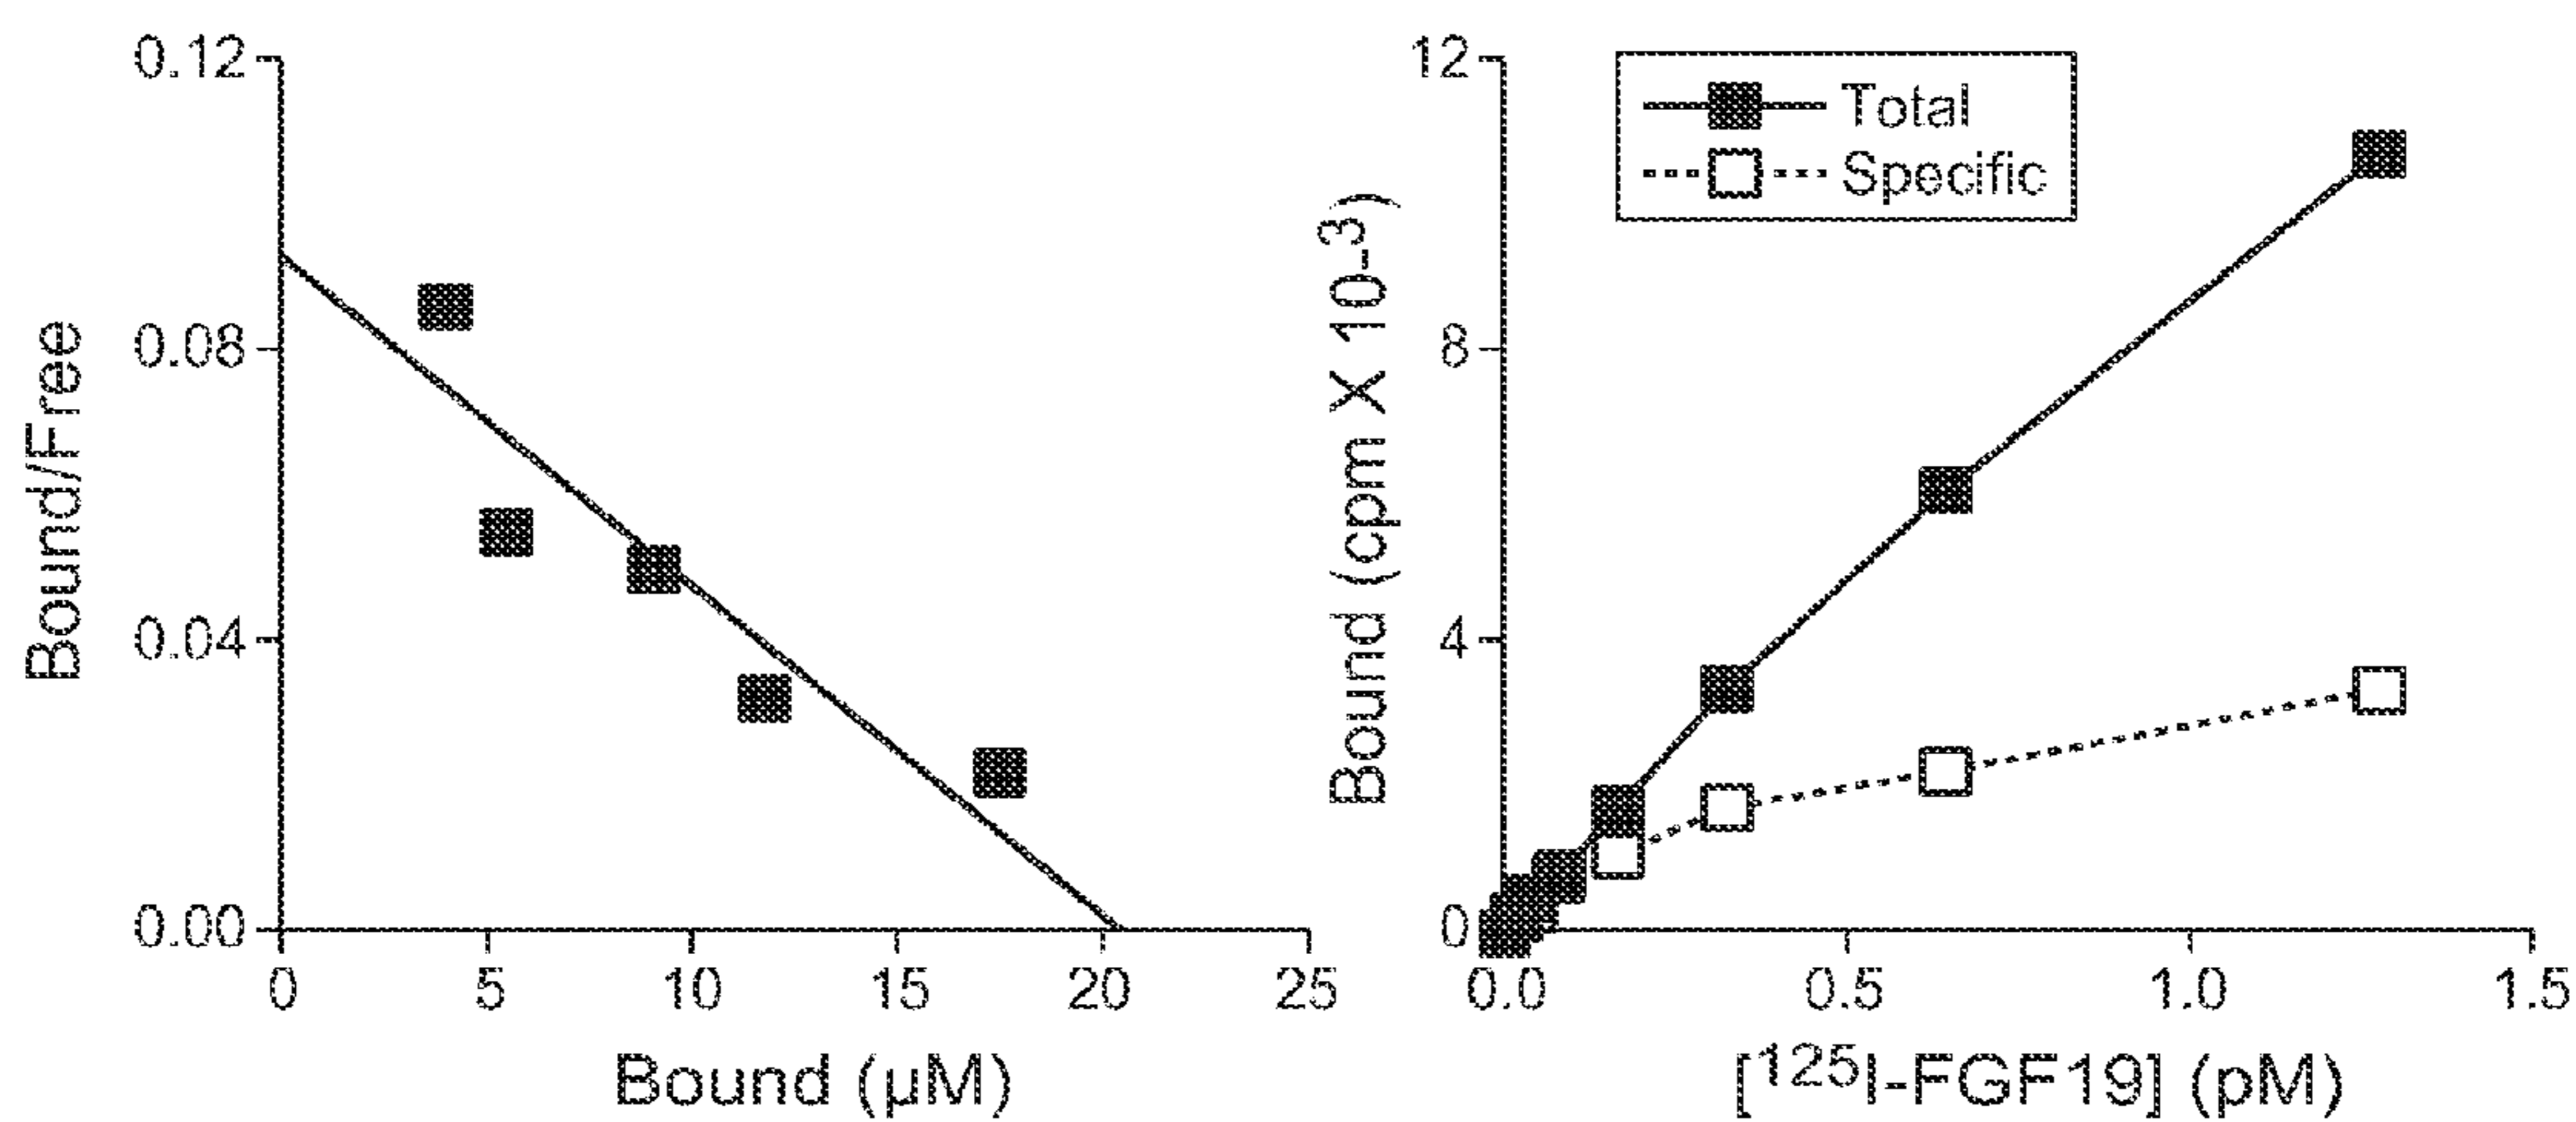 0.12
0.08
0.04
0.00
Bound/Free
0 5 10 15 20 25
Bound (µM)
12
8
4
0
Bound (cpm X 10-3)
Total
Specific
0.0 0.5 1.0 1.5
[125I-FGF19] (pM)